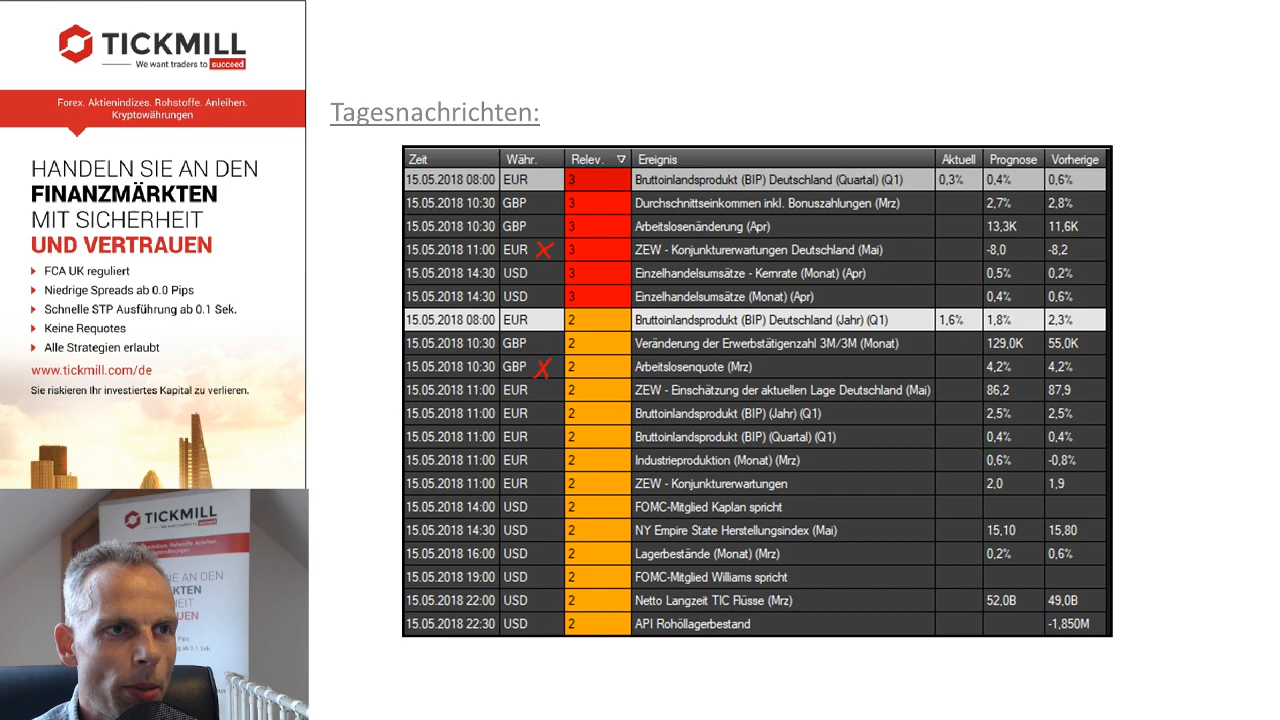 TICKMILL
We want traders to succeed
Forex. Aktienindizes. Rohstoffe. Anleihen.
Kryptowährungen
HANDELN SIE AN DEN
FINANZMÄRKTEN
MIT SICHERHEIT
UND VERTRAUEN
FCA UK reguliert
Niedrige Spreads ab 0.0 Pips
Schnelle STP Ausführung ab 0.1 Sek.
Keine Requotes
Alle Strategien erlaubt
www.tickmill.com/de
Sie riskieren Ihr investiertes Kapital zu verlieren.
Tagesnachrichten:
Zeit Währ. Relev. Ereignis Aktuell Prognose Vorherige
15.05.2018 08:00 EUR 3 Bruttoinlandsprodukt (BIP) Deutschland (Quartal) (Q1) 0,3% 0,4% 0,6%
15.05.2018 10:30 GBP 3 Durchschnittseinkommen inkl. Bonuszahlungen (Mrz) 2,7% 2,8%
15.05.2018 10:30 GBP 3 Arbeitslosenänderung (Apr) 13,3K 11,6K
15.05.2018 11:00 EUR 3 ZEW - Konjunkturerwartungen Deutschland (Mai) -8,0 -8,2
15.05.2018 14:30 USD 3 Einzelhandelsumsätze - Kernrate (Monat) (Apr) 0,5% 0,2%
15.05.2018 14:30 USD 3 Einzelhandelsumsätze (Monat) (Apr) 0,4% 0,6%
15.05.2018 08:00 EUR 2 Bruttoinlandsprodukt (BIP) Deutschland (Jahr) (Q1) 1,6% 1,8% 2,3%
15.05.2018 10:30 GBP 2 Veränderung der Erwerbstätigenzahl 3M/3M (Monat) 129,0K 55,0K
15.05.2018 10:30 GBP 2 Arbeitslosenquote (Mrz) 4,2% 4,2%
15.05.2018 11:00 EUR 2 ZEW - Einschätzung der aktuellen Lage Deutschland (Mai) 86,2 87,9
15.05.2018 11:00 EUR 2 Bruttoinlandsprodukt (BIP) (Jahr) (Q1) 2,5% 2,5%
15.05.2018 11:00 EUR 2 Bruttoinlandsprodukt (BIP) (Quartal) (Q1) 0,4% 0,4%
15.05.2018 11:00 EUR 2 Industrieproduktion (Monat) (Mrz) 0,6% -0,8%
15.05.2018 11:00 EUR 2 ZEW - Konjunkturerwartungen 2,0 1,9
15.05.2018 14:00 USD 2 FOMC-Mitglied Kaplan spricht
15.05.2018 14:30 USD 2 NY Empire State Herstellungsindex (Mai) 15,10 15,80
15.05.2018 16:00 USD 2 Lagerbestände (Monat) (Mrz) 0,2% 0,6%
15.05.2018 19:00 USD 2 FOMC-Mitglied Williams spricht
15.05.2018 22:00 USD 2 Netto Langzeit TIC Flüsse (Mrz) 52,0B 49,0B
15.05.2018 22:30 USD 2 API Rohöllagerbestand -1,850M
TICKMILL
IE AN DEN
KTEN
HEIT
UEN